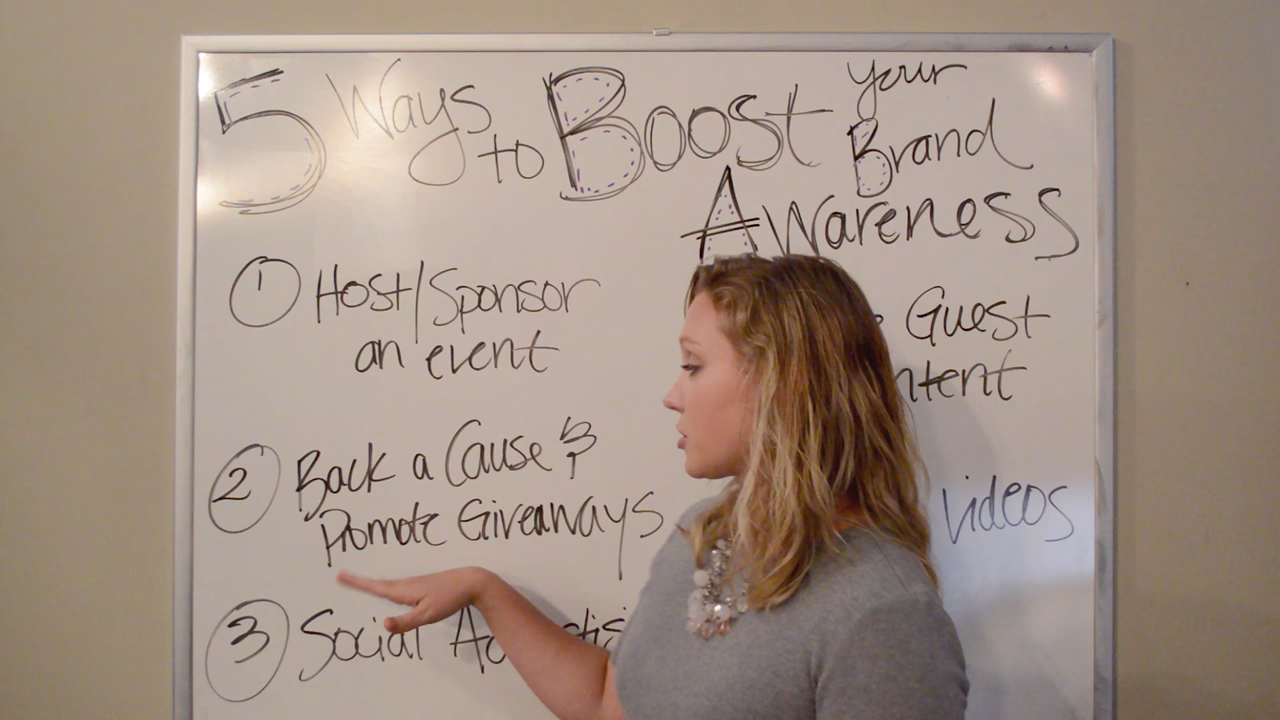 5 Ways to Boost your
Brand
Awareness
1 Host/Sponsor
an event
2 Back a Cause &
Promote Giveaways
3 Social
Guest
videos